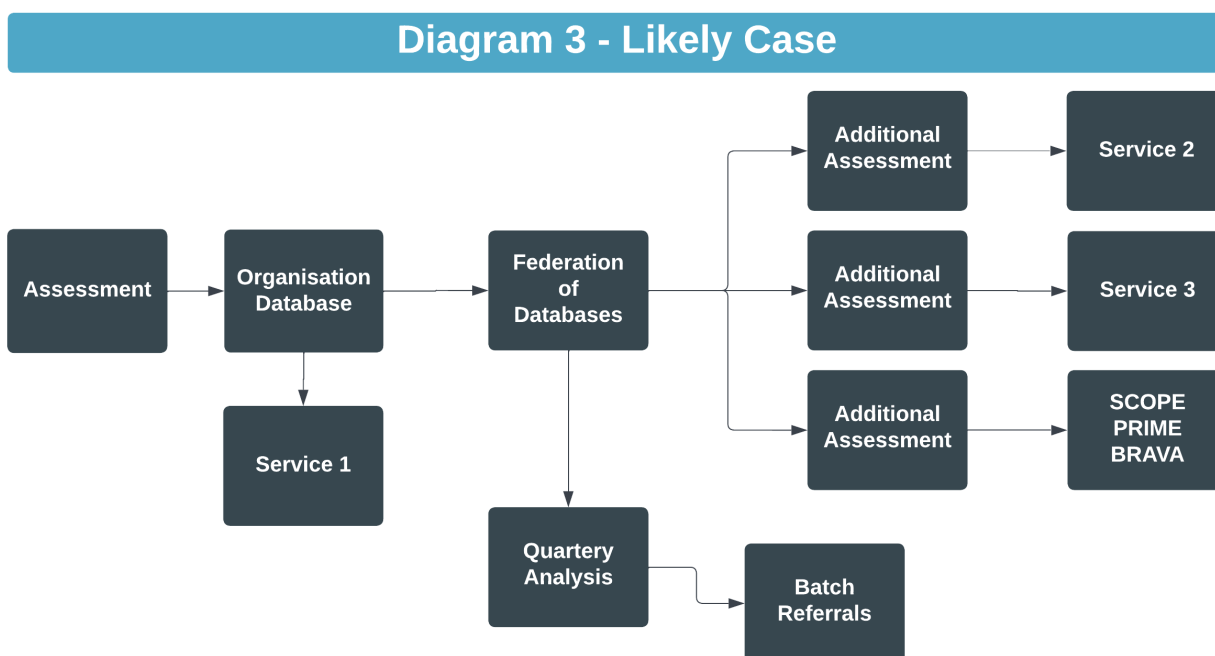 Diagram 3 - Likely Case
Additional
Assessment
Service 2
Assessment
Organisation
Database
Federation
of
Databases
Additional
Assessment
Service 3
Service 1
Additional
Assessment
SCOPE
PRIME
BRAVA
Quartery
Analysis
Batch
Referrals